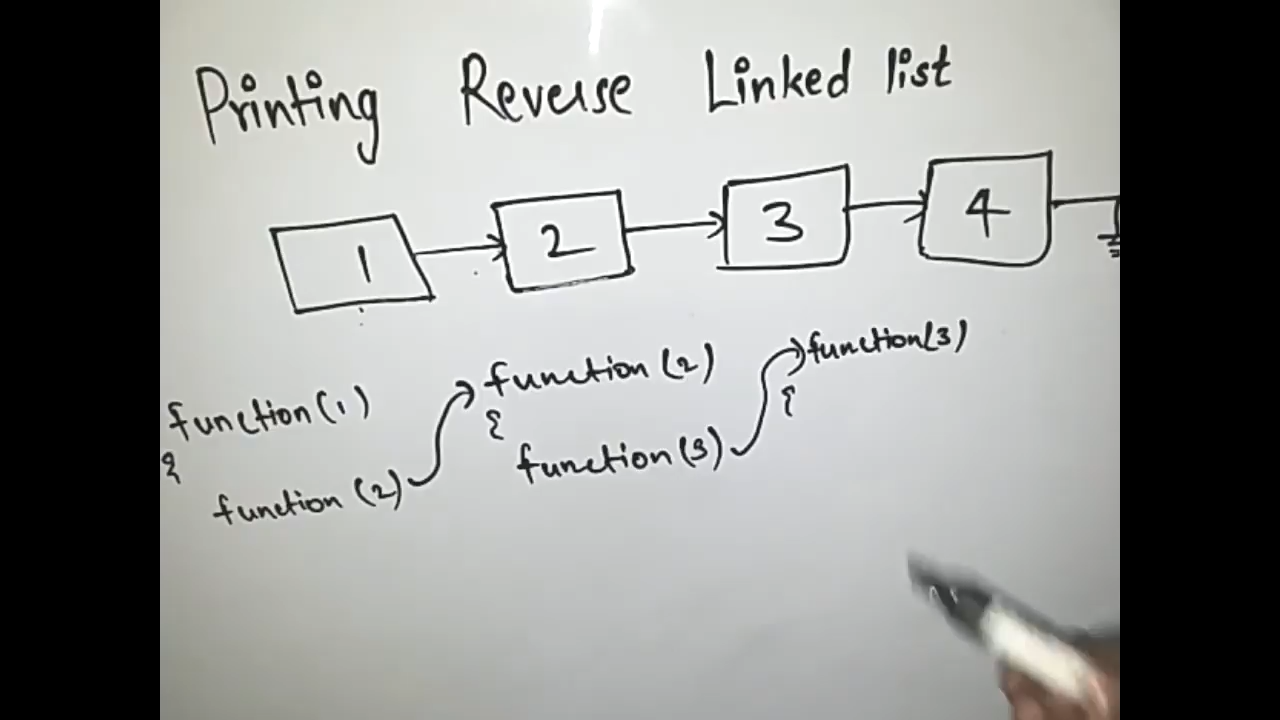 Printing Reverse Linked list
1 2 3 4
function(1)
{
function(2)
function(2)
{
function(3)
function(3)
{